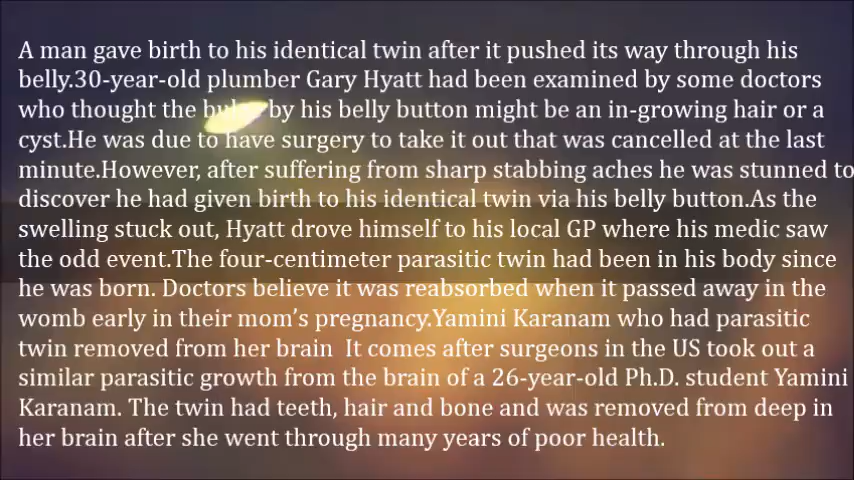 A man gave birth to his identical twin after it pushed its way through his
belly.30-year-old plumber Gary Hyatt had been examined by some doctors
who thought the by his belly button might be an in-growing hair or a
cyst.He was due to have surgery to take it out that was cancelled at the last
minute.However, after suffering from sharp stabbing aches he was stunned to
discover he had given birth to his identical twin via his belly button.As the
swelling stuck out, Hyatt drove himself to his local GP where his medic saw
the odd event.The four-centimeter parasitic twin had been in his body since
he was born. Doctors believe it was reabsorbed when it passed away in the
womb early in their mom’s pregnancy.Yamini Karanam who had parasitic
twin removed from her brain  It comes after surgeons in the US took out a
similar parasitic growth from the brain of a 26-year-old Ph.D. student Yamini
Karanam. The twin had teeth, hair and bone and was removed from deep in
her brain after she went through many years of poor health.